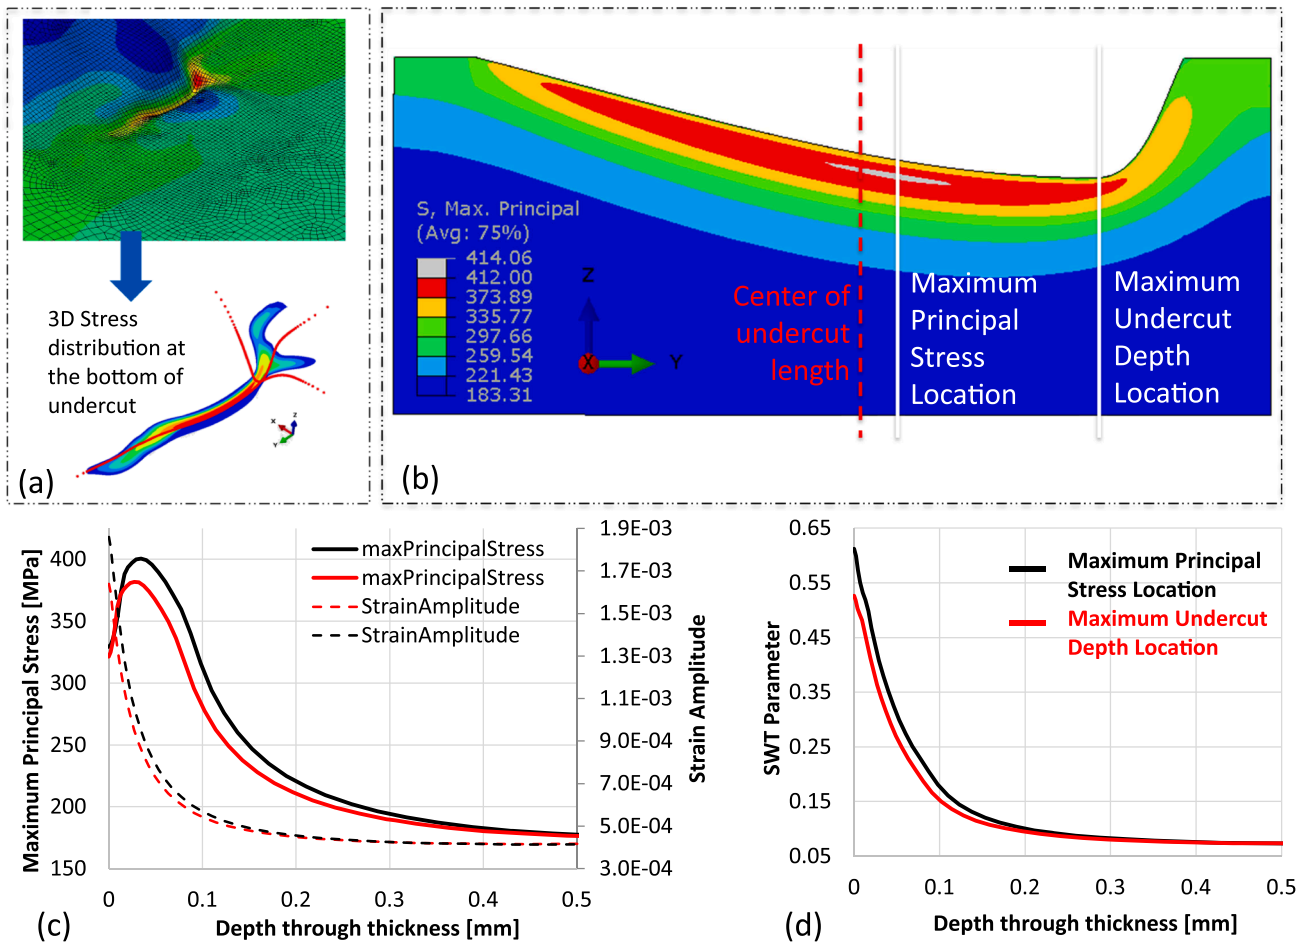 3D Stress
distribution at
the bottom of
undercut
X
Z
Y
(a)
S, Max. Principal
(Avg: 75%)
414.06
412.00
373.89
335.77
297.66
259.54
221.43
183.31
Z
X
Y
Center of
undercut
length
Maximum
Principal
Stress
Location
Maximum
Undercut
Depth
Location
(b)
Maximum Principal Stress [MPa]
400
350
300
250
200
150
maxPrincipalStress
maxPrincipalStress
StrainAmplitude
StrainAmplitude
1.9E-03
1.7E-03
1.5E-03
1.3E-03
1.1E-03
9.0E-04
7.0E-04
5.0E-04
3.0E-04
Strain Amplitude
0
0.1
0.2
0.3
0.4
0.5
Depth through thickness [mm]
(c)
SWT Parameter
0.65
0.55
0.45
0.35
0.25
0.15
0.05
Maximum Principal
Stress Location
Maximum Undercut
Depth Location
0
0.1
0.2
0.3
0.4
0.5
Depth through thickness [mm]
(d)